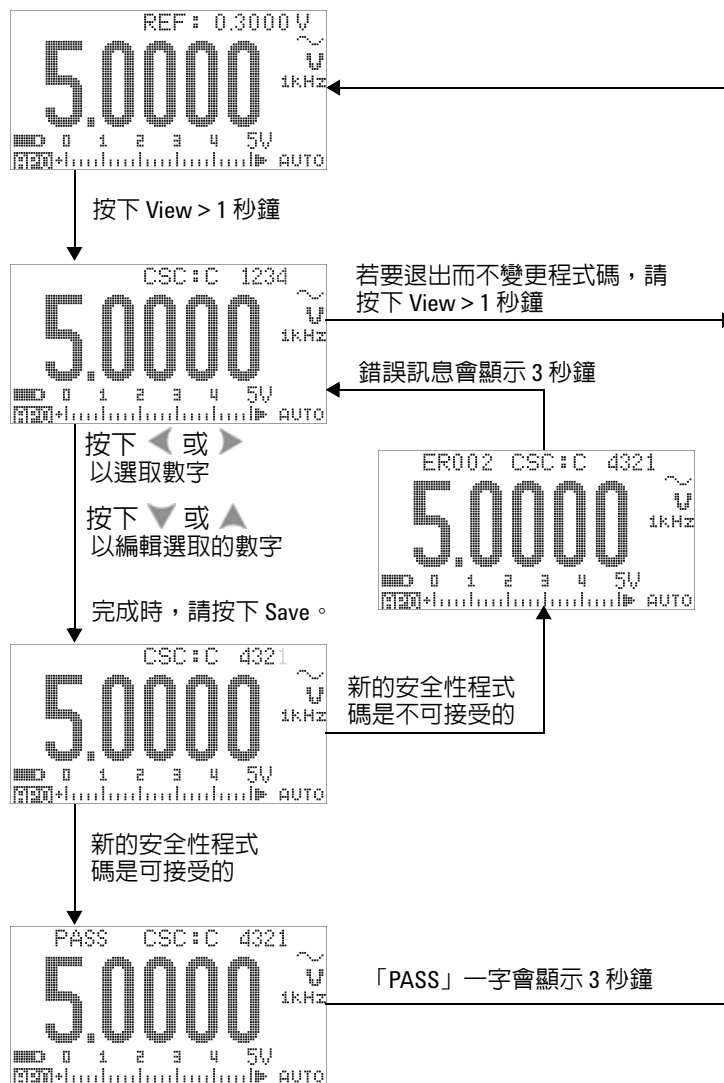 REF: 0.3000 V
5.0000
V
1kHz
0 1 2 3 4 5V
APO AUTO
按下 View > 1 秒鐘
CSC:C 1234
5.0000
V
1kHz
0 1 2 3 4 5V
APO AUTO
若要退出而不變更程式碼，請
按下 View > 1 秒鐘
錯誤訊息會顯示 3 秒鐘
按下 ◀ 或 ▶
以選取數字
按下 ▼ 或 ▲
以編輯選取的數字
完成時，請按下 Save。
ER002 CSC:C 4321
5.0000
V
1kHz
0 1 2 3 4 5V
APO AUTO
CSC:C 4321
5.0000
V
1kHz
0 1 2 3 4 5V
APO AUTO
新的安全性程式
碼是不可接受的
新的安全性程式
碼是可接受的
PASS CSC:C 4321
5.0000
V
1kHz
0 1 2 3 4 5V
APO AUTO
「PASS」一字會顯示 3 秒鐘